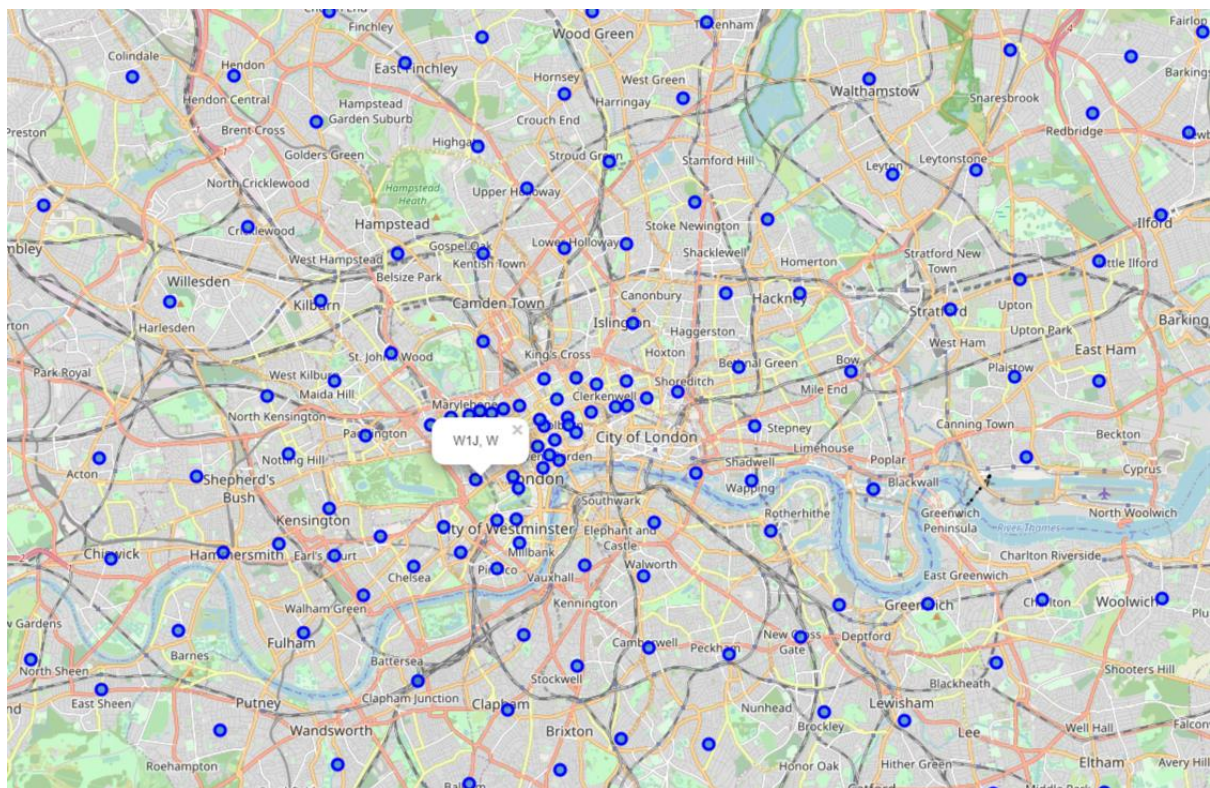 Finchley
Wood Green
Tottenham
Fairlon
Colindale
Hendon
East Finchley
Hornsey
West Green
Barkings
Hendon Central
Hampstead
Garden Suburb
Harringay
Walthamstow
Snaresbrook
Preston
Brent Cross
Crouch End
Redbridge
Golders Green
Highgate
Stroud Green
Stamford Hill
Leyton
Leytonstone
North Cricklewood
Hampstead
Heath
Upper Holloway
Cricklewood
Hampstead
Stoke Newington
Ilford
West Hampstead
Gospel Oak
Kentish Town
Lower Holloway
Shacklewell
Homerton
Stratford New
Town
Little Ilford
Belsize Park
Willesden
Kilburn
Camden Town
Canonbury
Hackney
Stratford
Upton
Harlesden
Islington
Haggerston
Upton Park
Barking
West Ham
East Ham
St. John's Wood
King's Cross
Hoxton
Bethnal Green
Bow
Park Royal
West Kilburn
Maida Hill
Marylebone
Clerkenwell
Shoreditch
Mile End
Plaistow
North Kensington
Paddington
City of London
Stepney
Beckton
W1J, W
×
Limehouse
Canning Town
Acton
Notting Hill
Shadwell
Poplar
Cyprus
Shepherd's
Bush
London
Wapping
Blackwall
Southwark
Greenwich
Peninsula
North Woolwich
Kensington
City of Westminster
Elephant and
Castle
Rotherhithe
River Thames
Chiswick
Hammersmith
Earl's Court
Millbank
Charlton Riverside
Chelsea
Pimlico
Vauxhall
Walworth
East Greenwich
Walham Green
Kennington
Greenwich
Charlton
Woolwich
Fulham
New Cross
Gate
Deptford
Barnes
Camberwell
Peckham
North Sheen
Battersea
Stockwell
Shooters Hill
Blackheath
East Sheen
Putney
Clapham Junction
Clapham
Nunhead
Lewisham
Wandsworth
Brixton
Brockley
Lee
Well Hall
Roehampton
Honor Oak
Hither Green
Eltham
Avery Hill